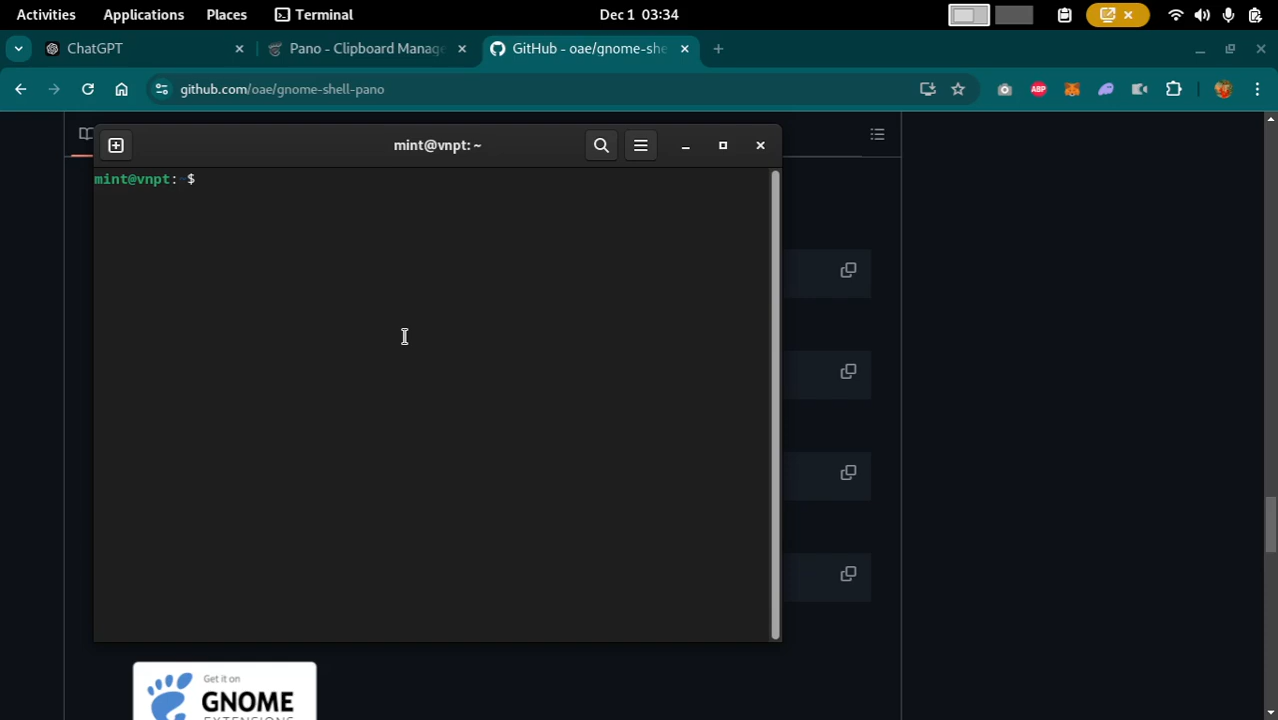 Activities Applications Places Terminal Dec 1 03:34
ChatGPT Pano - Clipboard Manage GitHub - oae/gnome-she
github.com/oae/gnome-shell-pano ABP
mint@vnpt: ~
mint@vnpt:~$
Get it on
GNOME